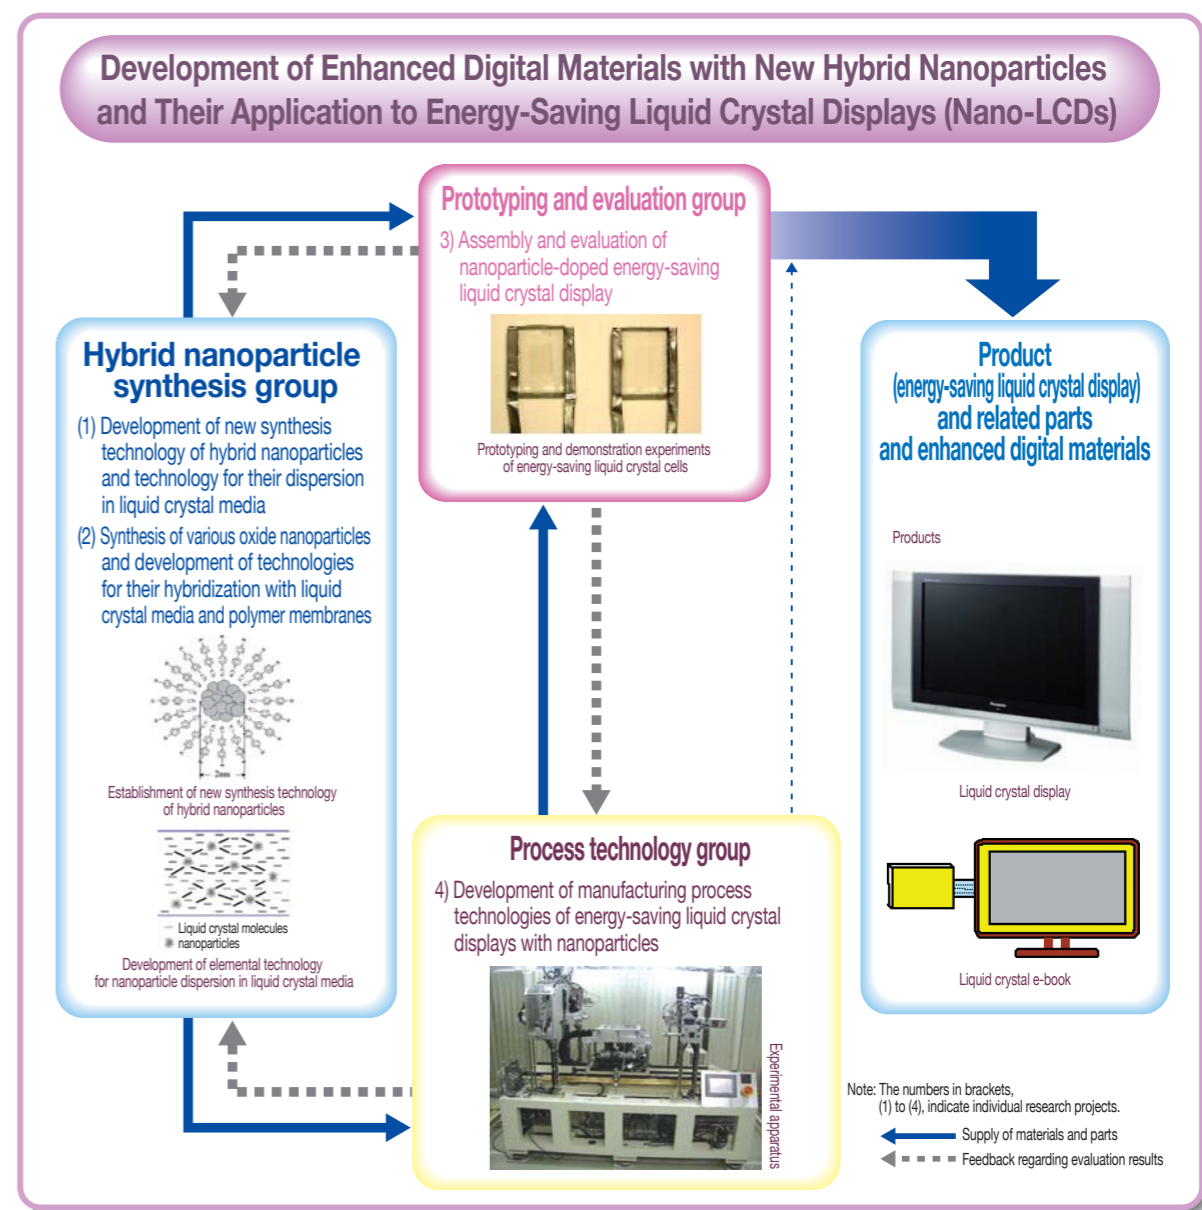 Development of Enhanced Digital Materials with New Hybrid Nanoparticles
and Their Application to Energy-Saving Liquid Crystal Displays (Nano-LCDs)
Prototyping and evaluation group
3) Assembly and evaluation of
nanoparticle-doped energy-saving
liquid crystal display
Prototyping and demonstration experiments
of energy-saving liquid crystal cells
Hybrid nanoparticle
synthesis group
(1) Development of new synthesis
technology of hybrid nanoparticles
and technology for their dispersion
in liquid crystal media
(2) Synthesis of various oxide nanoparticles
and development of technologies
for their hybridization with liquid
crystal media and polymer membranes
2nm
Establishment of new synthesis technology
of hybrid nanoparticles
Liquid crystal molecules
nanoparticles
Development of elemental technology
for nanoparticle dispersion in liquid crystal media
Process technology group
4) Development of manufacturing process
technologies of energy-saving liquid crystal
displays with nanoparticles
Experimental apparatus
Product
(energy-saving liquid crystal display)
and related parts
and enhanced digital materials
Products
Panasonic
Liquid crystal display
Liquid crystal e-book
Note: The numbers in brackets,
(1) to (4), indicate individual research projects.
Supply of materials and parts
Feedback regarding evaluation results